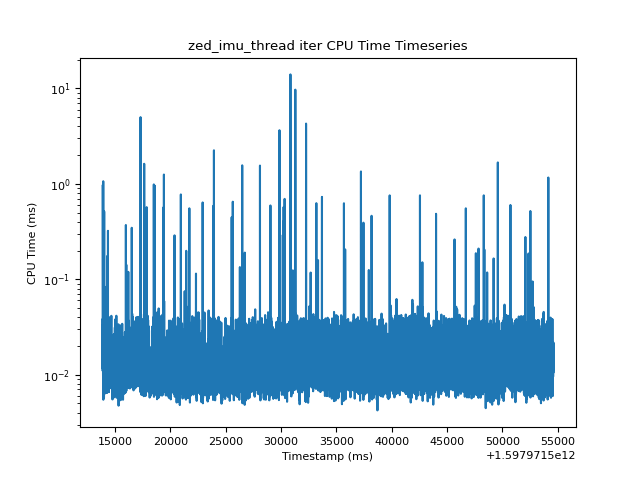 zed_imu_thread iter CPU Time Timeseries
10¹
10⁰
10⁻¹
10⁻²
CPU Time (ms)
15000 20000 25000 30000 35000 40000 45000 50000 55000
Timestamp (ms)
+1.5979715e12